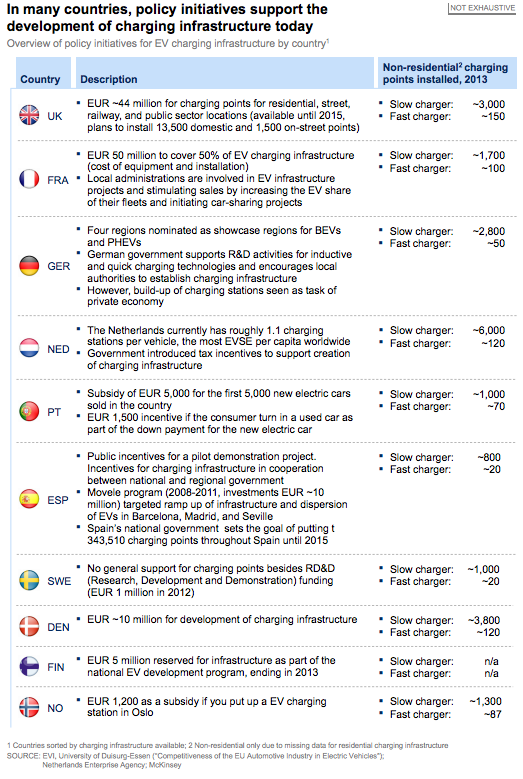 In many countries, policy initiatives support the
development of charging infrastructure today
NOT EXHAUSTIVE
Overview of policy initiatives for EV charging infrastructure by country1
Country
Description
Non-residential2 charging
points installed, 2013
UK
▪ EUR ~44 million for charging points for residential, street,
railway, and public sector locations (available until 2015,
plans to install 13,500 domestic and 1,500 on-street points)
▪ Slow charger: ~3,000
▪ Fast charger: ~150
FRA
▪ EUR 50 million to cover 50% of EV charging infrastructure
(cost of equipment and installation)
▪ Local administrations are involved in EV infrastructure
projects and stimulating sales by increasing the EV share
of their fleets and initiating car-sharing projects
▪ Slow charger: ~1,700
▪ Fast charger: ~100
GER
▪ Four regions nominated as showcase regions for BEVs
and PHEVs
▪ German government supports R&D activities for inductive
and quick charging technologies and encourages local
authorities to establish charging infrastructure
▪ However, build-up of charging stations seen as task of
private economy
▪ Slow charger: ~2,800
▪ Fast charger: ~50
NED
▪ The Netherlands currently has roughly 1.1 charging
stations per vehicle, the most EVSE per capita worldwide
▪ Government introduced tax incentives to support creation
of charging infrastructure
▪ Slow charger: ~6,000
▪ Fast charger: ~120
PT
▪ Subsidy of EUR 5,000 for the first 5,000 new electric cars
sold in the country
▪ EUR 1,500 incentive if the consumer turn in a used car as
part of the down payment for the new electric car
▪ Slow charger: ~1,000
▪ Fast charger: ~70
ESP
▪ Public incentives for a pilot demonstration project.
Incentives for charging infrastructure in cooperation
between national and regional government
▪ Movele program (2008-2011, investments EUR ~10
million) targeted ramp up of infrastructure and dispersion
of EVs in Barcelona, Madrid, and Seville
▪ Spain's national government sets the goal of putting t
343,510 charging points throughout Spain until 2015
▪ Slow charger: ~800
▪ Fast charger: ~20
SWE
▪ No general support for charging points besides RD&D
(Research, Development and Demonstration) funding
(EUR 1 million in 2012)
▪ Slow charger: ~1,000
▪ Fast charger: ~20
DEN
▪ EUR ~10 million for development of charging infrastructure
▪ Slow charger: ~3,800
▪ Fast charger: ~120
FIN
▪ EUR 5 million reserved for infrastructure as part of the
national EV development program, ending in 2013
▪ Slow charger: n/a
▪ Fast charger: n/a
NO
▪ EUR 1,200 as a subsidy if you put up a EV charging
station in Oslo
▪ Slow charger: ~1,300
▪ Fast charger: ~87
1 Countries sorted by charging infrastructure available; 2 Non-residential only due to missing data for residential charging infrastructure
SOURCE: EVI, University of Duisurg-Essen ("Competitiveness of the EU Automotive Industry in Electric Vehicles");
Netherlands Enterprise Agency; McKinsey